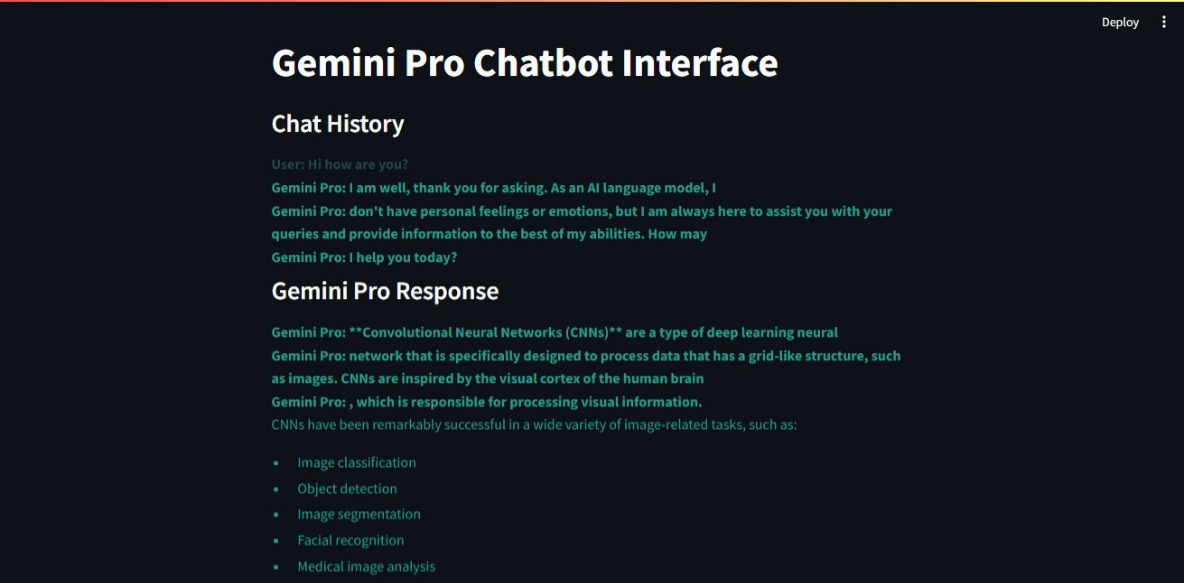 Deploy
Gemini Pro Chatbot Interface
Chat History
User: Hi how are you?
Gemini Pro: I am well, thank you for asking. As an AI language model, I
Gemini Pro: don't have personal feelings or emotions, but I am always here to assist you with your
queries and provide information to the best of my abilities. How may
Gemini Pro: I help you today?
Gemini Pro Response
Gemini Pro: **Convolutional Neural Networks (CNNs)** are a type of deep learning neural
Gemini Pro: network that is specifically designed to process data that has a grid-like structure, such
as images. CNNs are inspired by the visual cortex of the human brain
Gemini Pro: , which is responsible for processing visual information.
CNNs have been remarkably successful in a wide variety of image-related tasks, such as:
• Image classification
• Object detection
• Image segmentation
• Facial recognition
• Medical image analysis